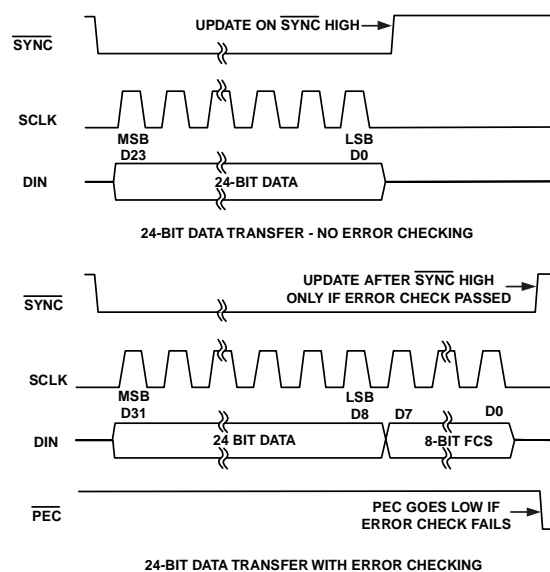 UPDATE ON SYNC HIGH
SYNC
SCLK
MSB
LSB
D23
D0
DIN
24-BIT DATA
24-BIT DATA TRANSFER - NO ERROR CHECKING
UPDATE AFTER SYNC HIGH
ONLY IF ERROR CHECK PASSED
SYNC
SCLK
MSB
LSB
D31
D8
D7
D0
DIN
24 BIT DATA
8-BIT FCS
PEC
PEC GOES LOW IF
ERROR CHECK FAILS
24-BIT DATA TRANSFER WITH ERROR CHECKING